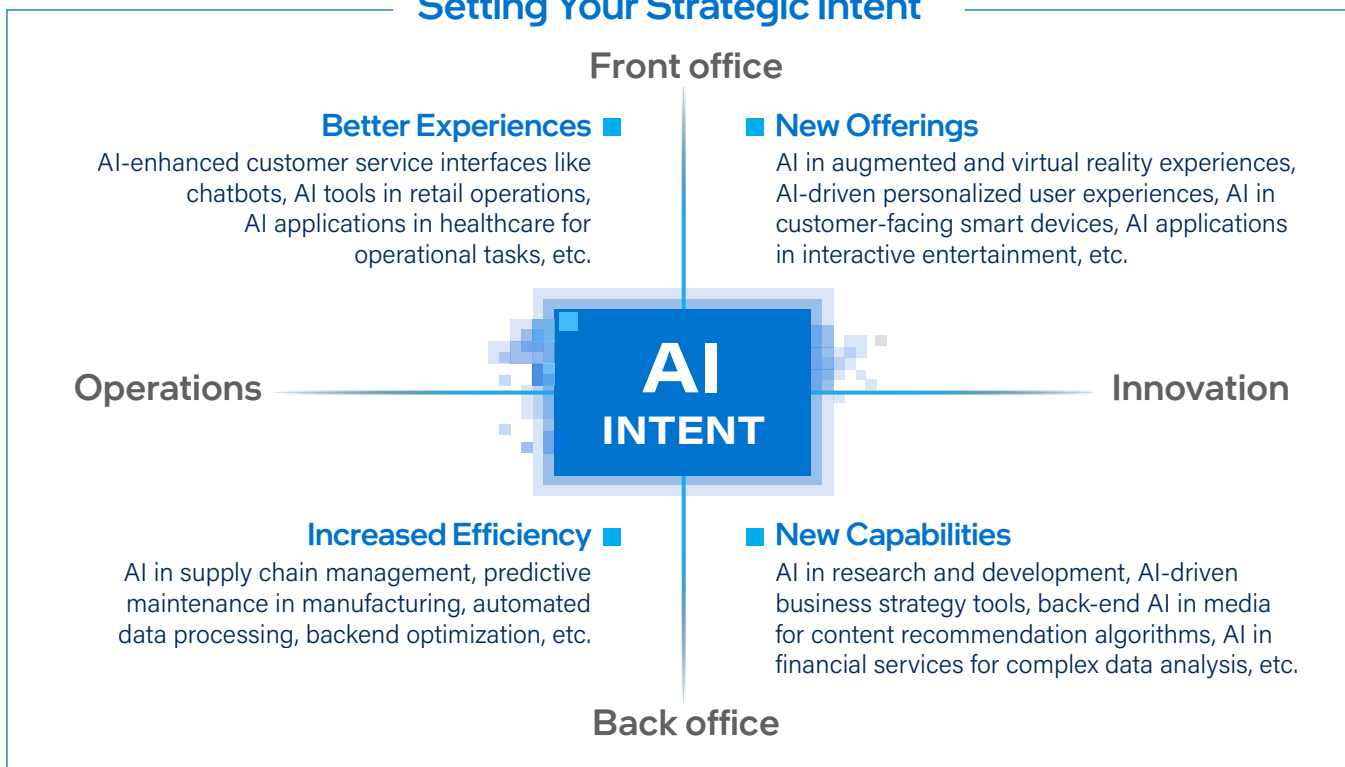 Setting Your Strategic Intent
Front office
Better Experiences
AI-enhanced customer service interfaces like
chatbots, AI tools in retail operations,
AI applications in healthcare for
operational tasks, etc.
New Offerings
AI in augmented and virtual reality experiences,
AI-driven personalized user experiences, AI in
customer-facing smart devices, AI applications
in interactive entertainment, etc.
Operations
AI
INTENT
Innovation
Increased Efficiency
AI in supply chain management, predictive
maintenance in manufacturing, automated
data processing, backend optimization, etc.
New Capabilities
AI in research and development, AI-driven
business strategy tools, back-end AI in media
for content recommendation algorithms, AI in
financial services for complex data analysis, etc.
Back office